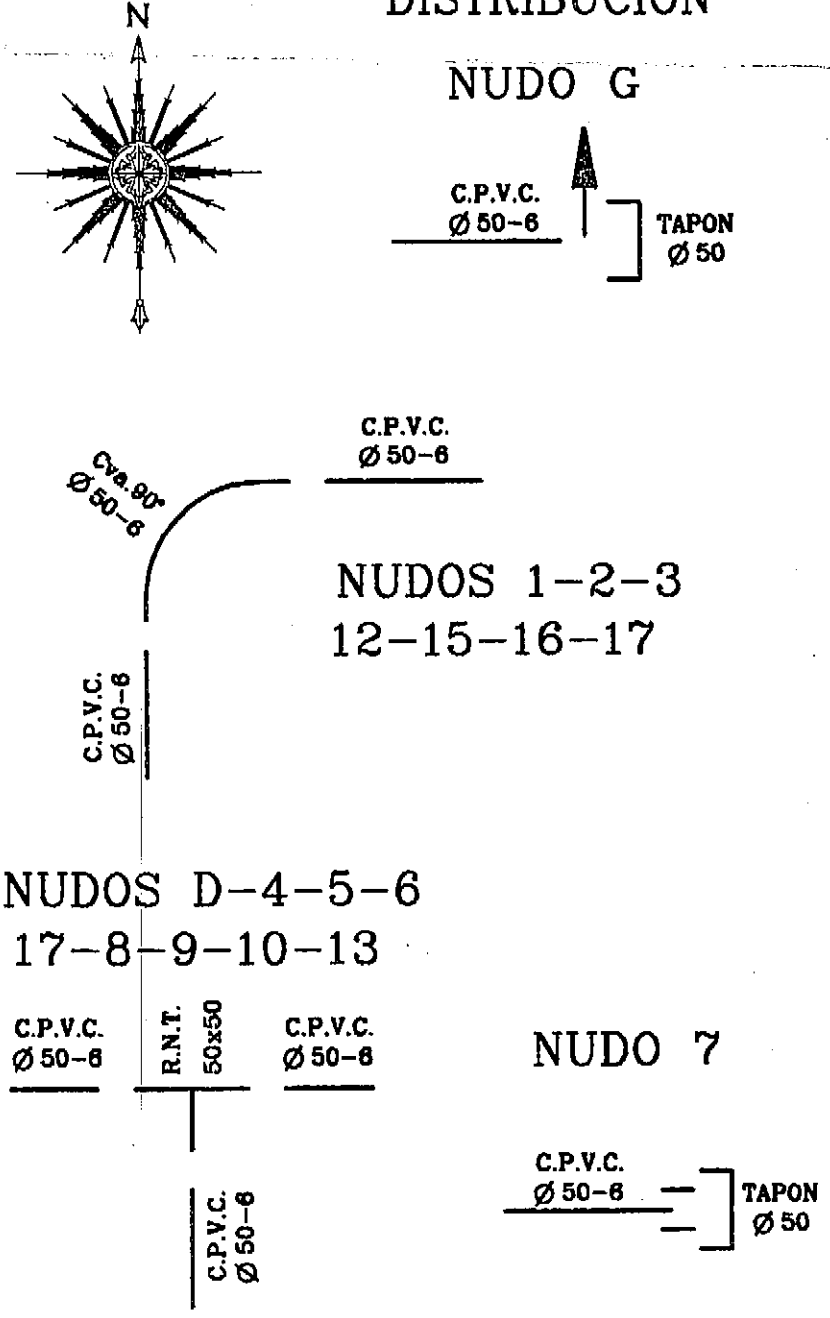 DISTRIBUCION
N
NUDO G
C.P.V.C.
Ø 50-6
TAPON
Ø 50
C.P.V.C.
Ø 50-6
Cva. 90°
Ø 50-6
NUDOS 1-2-3
12-15-16-17
C.P.V.C.
Ø 50-6
NUDOS D-4-5-6
17-8-9-10-13
C.P.V.C.
Ø 50-6
R.N.T.
50x50
C.P.V.C.
Ø 50-6
NUDO 7
C.P.V.C.
Ø 50-6
C.P.V.C.
Ø 50-6
TAPON
Ø 50